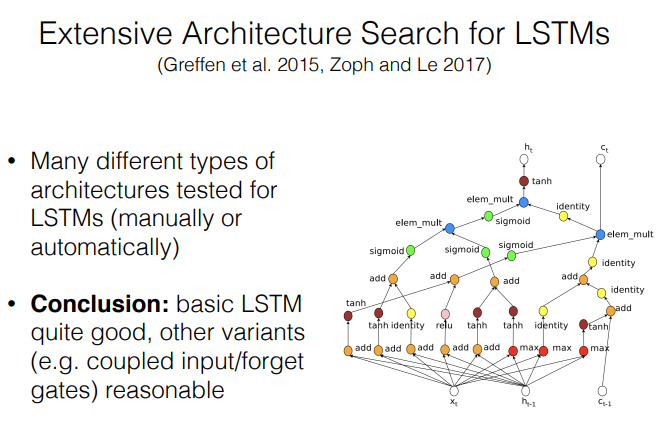 Extensive Architecture Search for LSTMs
(Greffen et al. 2015, Zoph and Le 2017)
• Many different types of
architectures tested for
LSTMs (manually or
automatically)
• Conclusion: basic LSTM
quite good, other variants
(e.g. coupled input/forget
gates) reasonable
h_t c_t
tanh
elem_mult identity
elem_mult sigmoid elem_mult
sigmoid sigmoid sigmoid
identity
add add add add
identity
tanh add
tanh identity relu tanh tanh identity tanh
add add add add add max max max
x_t h_t-1 c_t-1